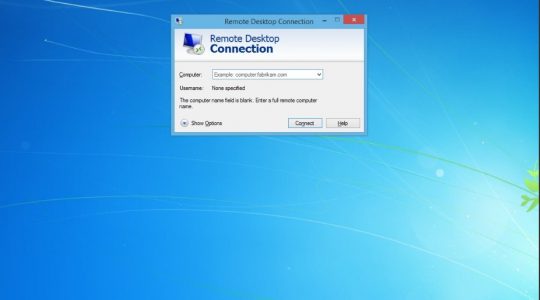 Remote Desktop Connection
Remote Desktop
Connection
Computer: Example: computer.fabrikam.com
Username: None specified
The computer name field is blank. Enter a full remote computer
name.
Show Options Connect Help